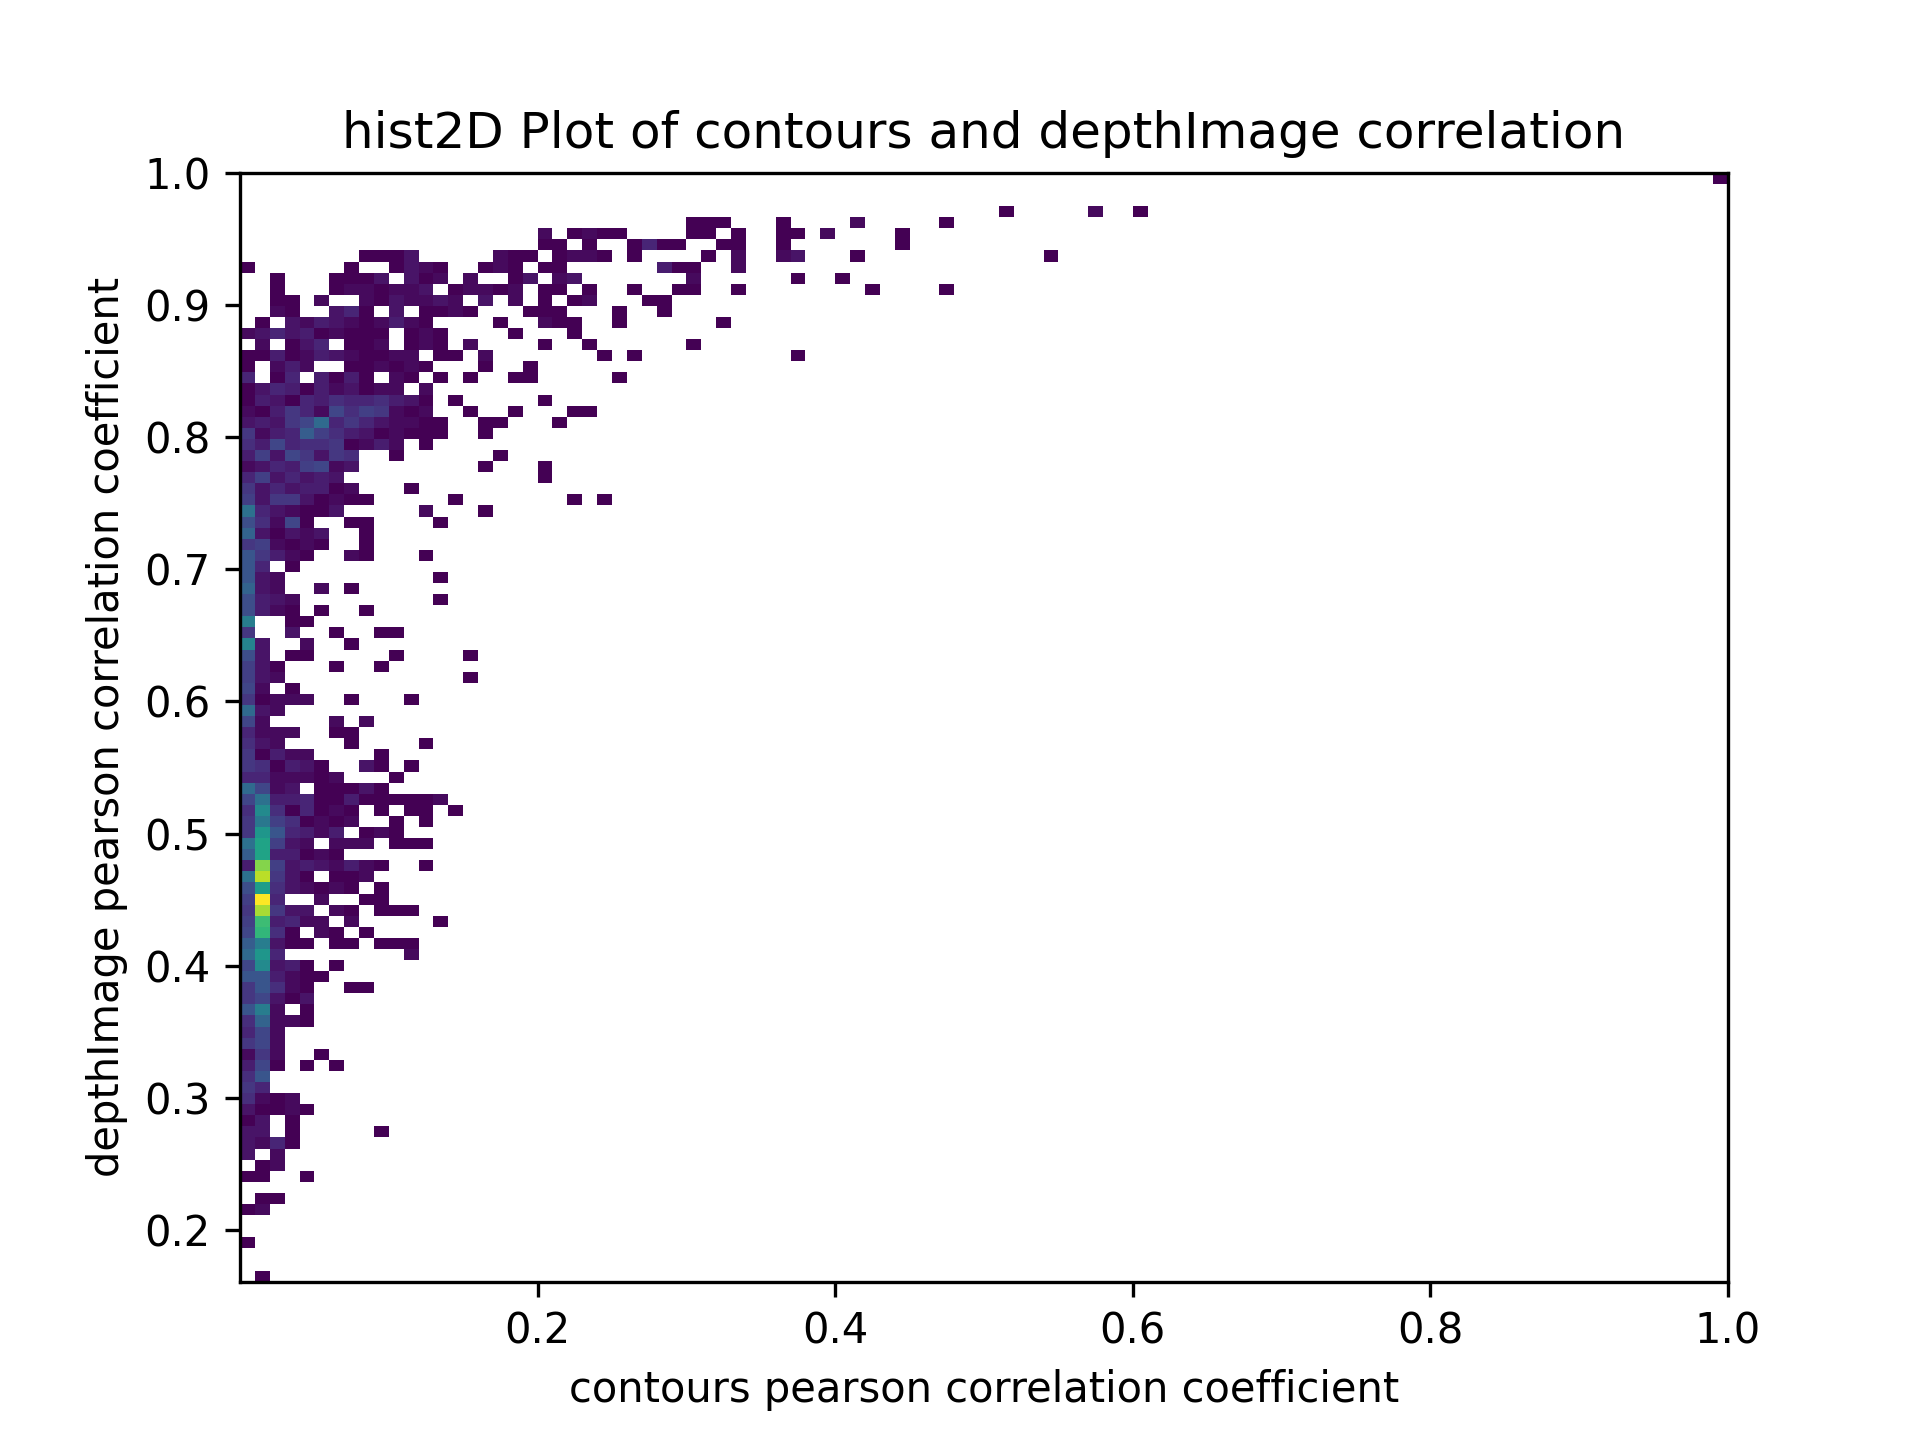 hist2D Plot of contours and depthImage correlation
1.0
0.9
0.8
0.7
0.6
0.5
0.4
0.3
0.2
depthImage pearson correlation coefficient
0.2 0.4 0.6 0.8 1.0
contours pearson correlation coefficient